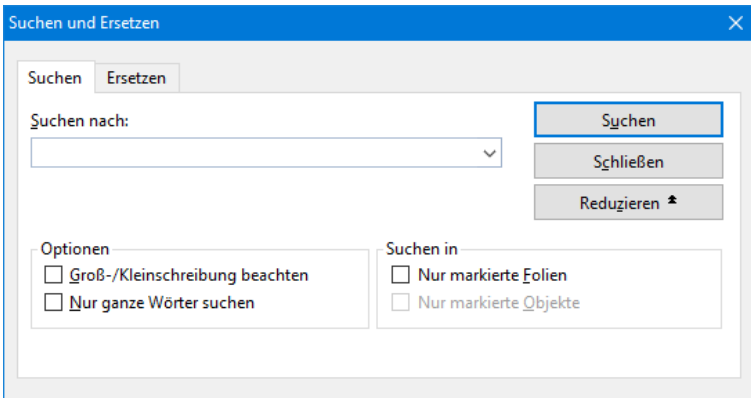 Suchen und Ersetzen
Suchen
Ersetzen
Suchen nach:
Suchen
Schließen
Reduzieren
Optionen
Groß-/Kleinschreibung beachten
Nur ganze Wörter suchen
Suchen in
Nur markierte Folien
Nur markierte Objekte